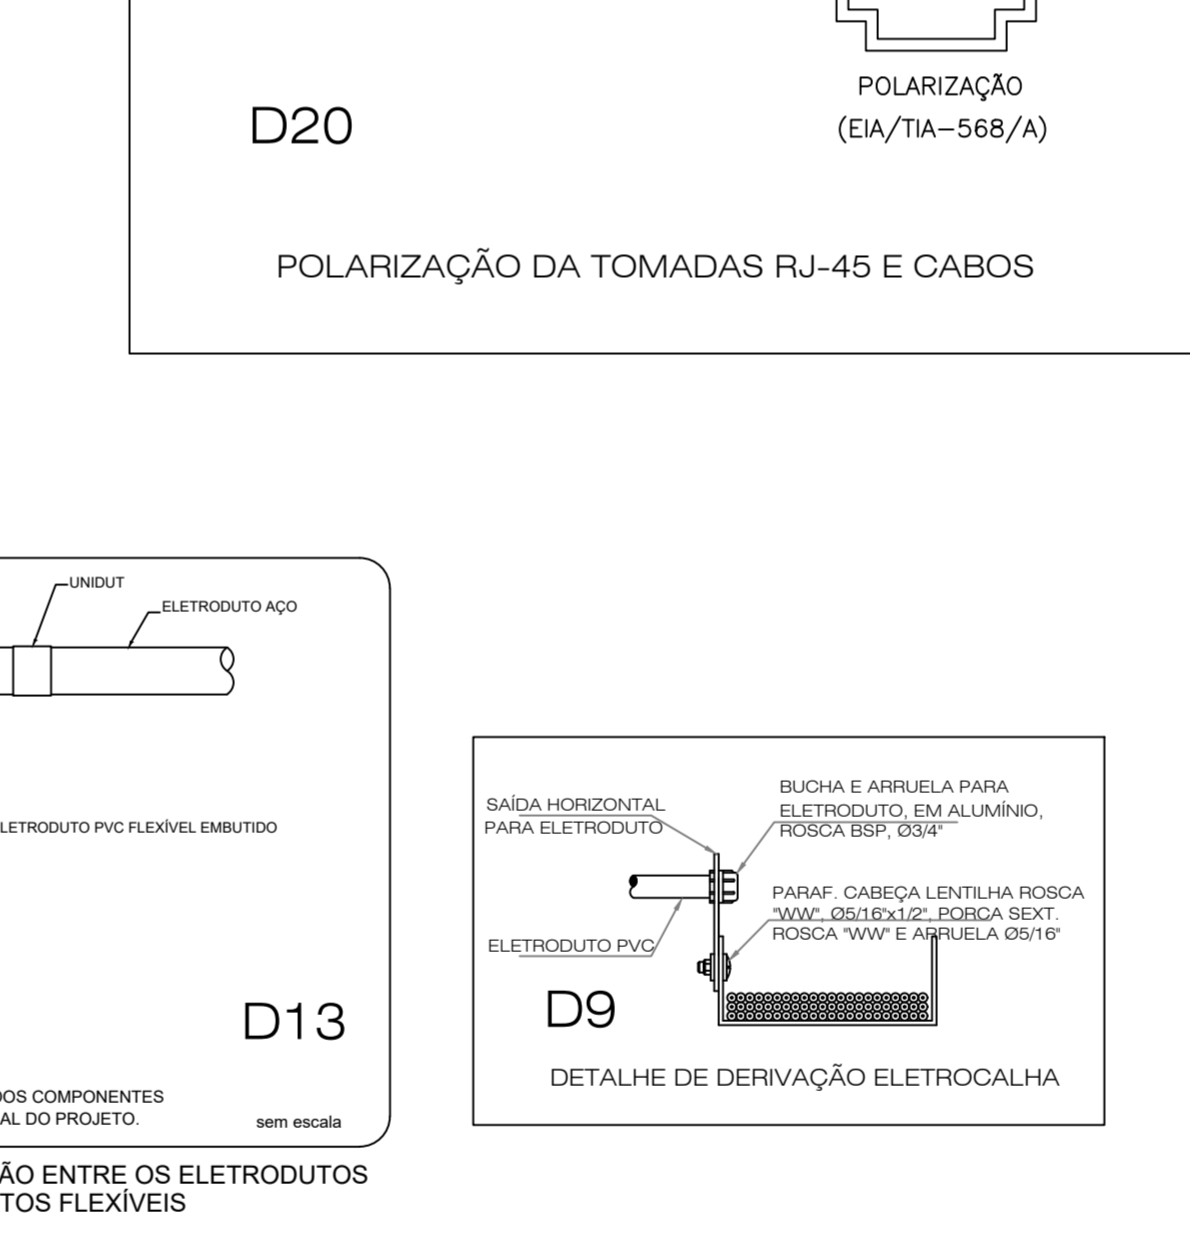 POLARIZAÇÃO
(EIA/TIA-568/A)
D20
POLARIZAÇÃO DA TOMADAS RJ-45 E CABOS
UNIDUT
ELETRODUTO AÇO
LETRODUTO PVC FLEXÍVEL EMBUTIDO
D13
DOS COMPONENTES
AL DO PROJETO.
sem escala
ÃO ENTRE OS ELETRODUTOS
TOS FLEXÍVEIS
SAÍDA HORIZONTAL
PARA ELETRODUTO
BUCHA E ARRUELA PARA
ELETRODUTO, EM ALUMÍNIO,
ROSCA BSP, Ø3/4"
PARAF. CABEÇA LENTILHA ROSCA
"WW", Ø5/16"x1/2", PORCA SEXT.
ROSCA "WW" E ARRUELA Ø5/16"
ELETRODUTO PVC
D9
DETALHE DE DERIVAÇÃO ELETROCALHA